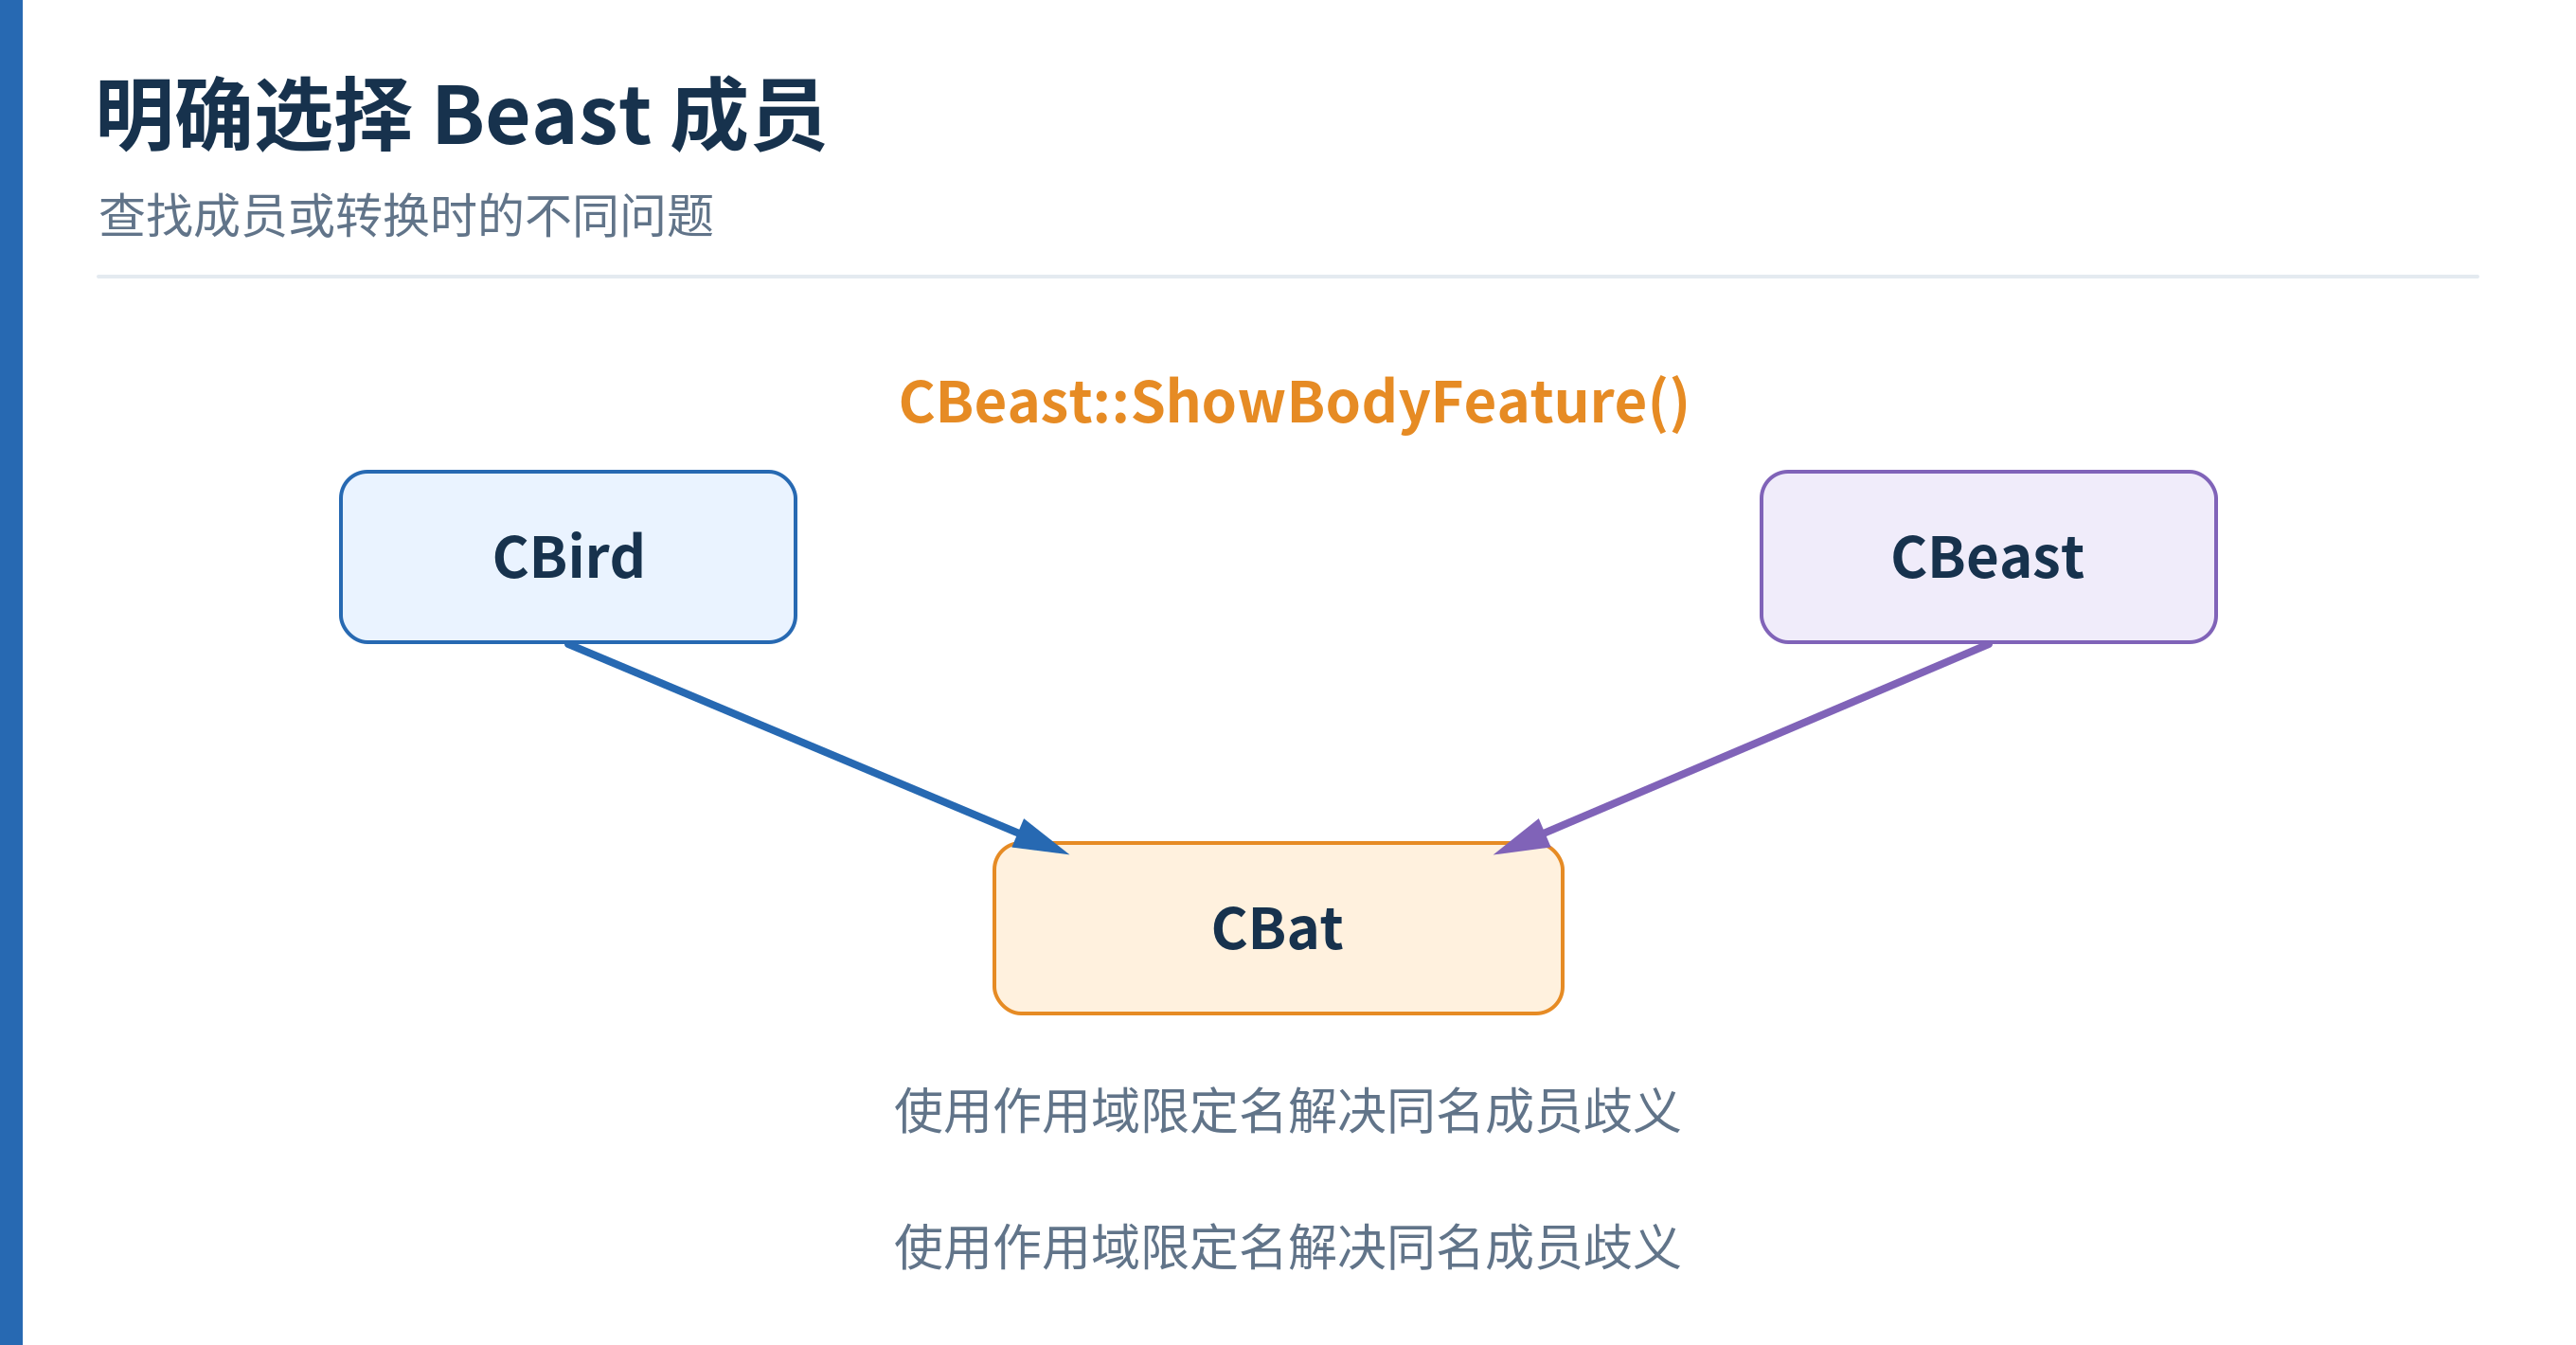 明确选择 Beast 成员
查找成员或转换时的不同问题
CBeast::ShowBodyFeature()
CBird
CBeast
CBat
使用作用域限定名解决同名成员歧义
使用作用域限定名解决同名成员歧义